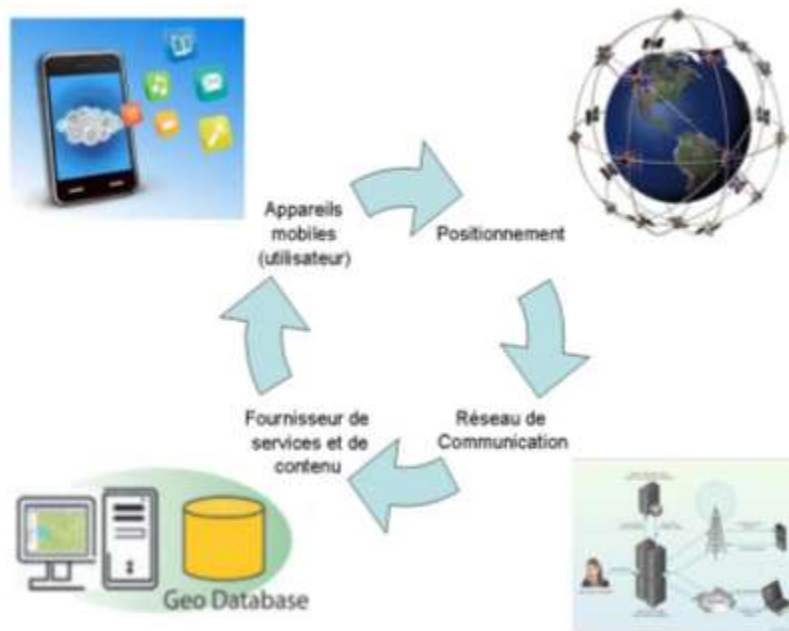 Appareils
mobiles
(utilisateur)
Positionnement
Fournisseur de
services et de
contenu
Réseau de
Communication
Geo Database